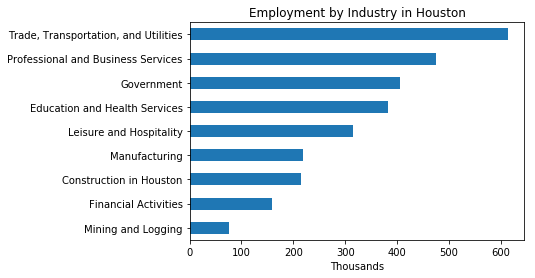 Employment by Industry in Houston
Trade, Transportation, and Utilities
Professional and Business Services
Government
Education and Health Services
Leisure and Hospitality
Manufacturing
Construction in Houston
Financial Activities
Mining and Logging
0 100 200 300 400 500 600
Thousands